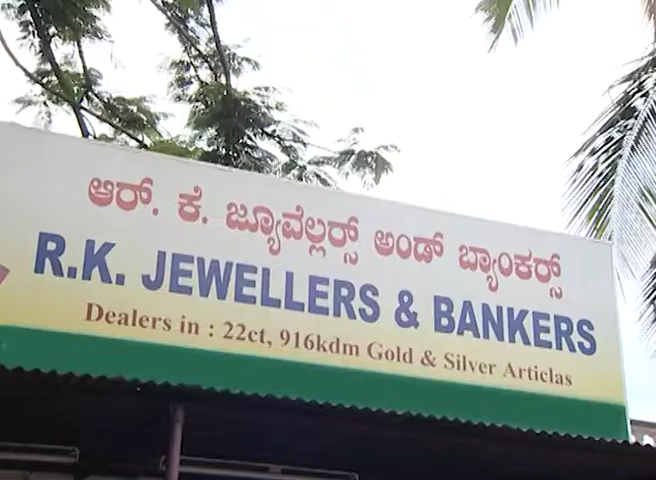 ಆರ್. ಕೆ. ಜ್ಯೂವೆಲ್ಲರ್ಸ್ ಅಂಡ್ ಬ್ಯಾಂಕರ್ಸ್
R.K. JEWELLERS & BANKERS
Dealers in : 22ct, 916kdm Gold & Silver Articlas